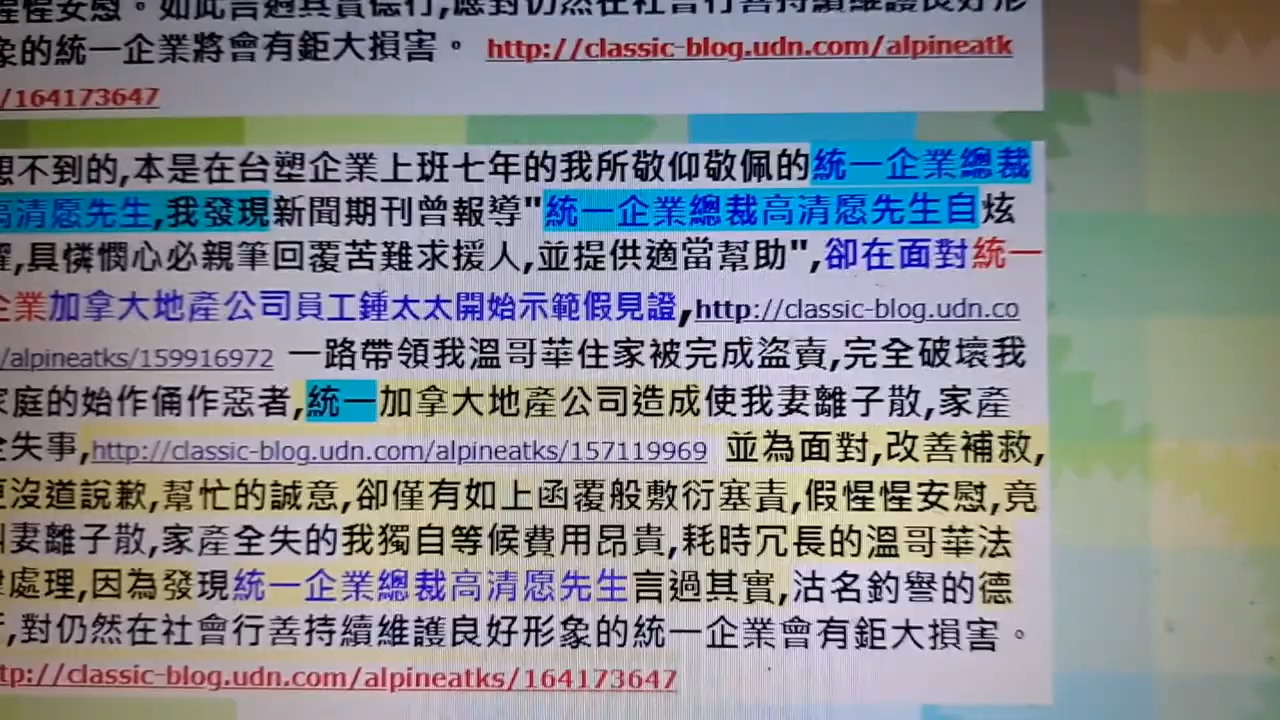 惺惺安慰。如此言過其實德行,應對仍然在社會行善持續維護良好形
象的統一企業將會有鉅大損害。 http://classic-blog.udn.com/alpineatk
/164173647
想不到的,本是在台塑企業上班七年的我所敬仰敬佩的統一企業總裁
高清愿先生,我發現新聞期刊曾報導"統一企業總裁高清愿先生自炫
耀,具憐憫心必親筆回覆苦難求援人,並提供適當幫助",卻在面對統一
企業加拿大地產公司員工鍾太太開始示範假見證,http://classic-blog.udn.co
/alpineatks/159916972 一路帶領我溫哥華住家被完成盜賣,完全破壞我
家庭的始作俑作惡者,統一加拿大地產公司造成使我妻離子散,家產
全失事,http://classic-blog.udn.com/alpineatks/157119969 並為面對,改善補救,
更沒道說歉,幫忙的誠意,卻僅有如上函覆般敷衍塞責,假惺惺安慰,竟
叫妻離子散,家產全失的我獨自等候費用昂貴,耗時冗長的溫哥華法
律處理,因為發現統一企業總裁高清愿先生言過其實,沽名釣譽的德
行,對仍然在社會行善持續維護良好形象的統一企業會有鉅大損害。
ttp://classic-blog.udn.com/alpineatks/164173647